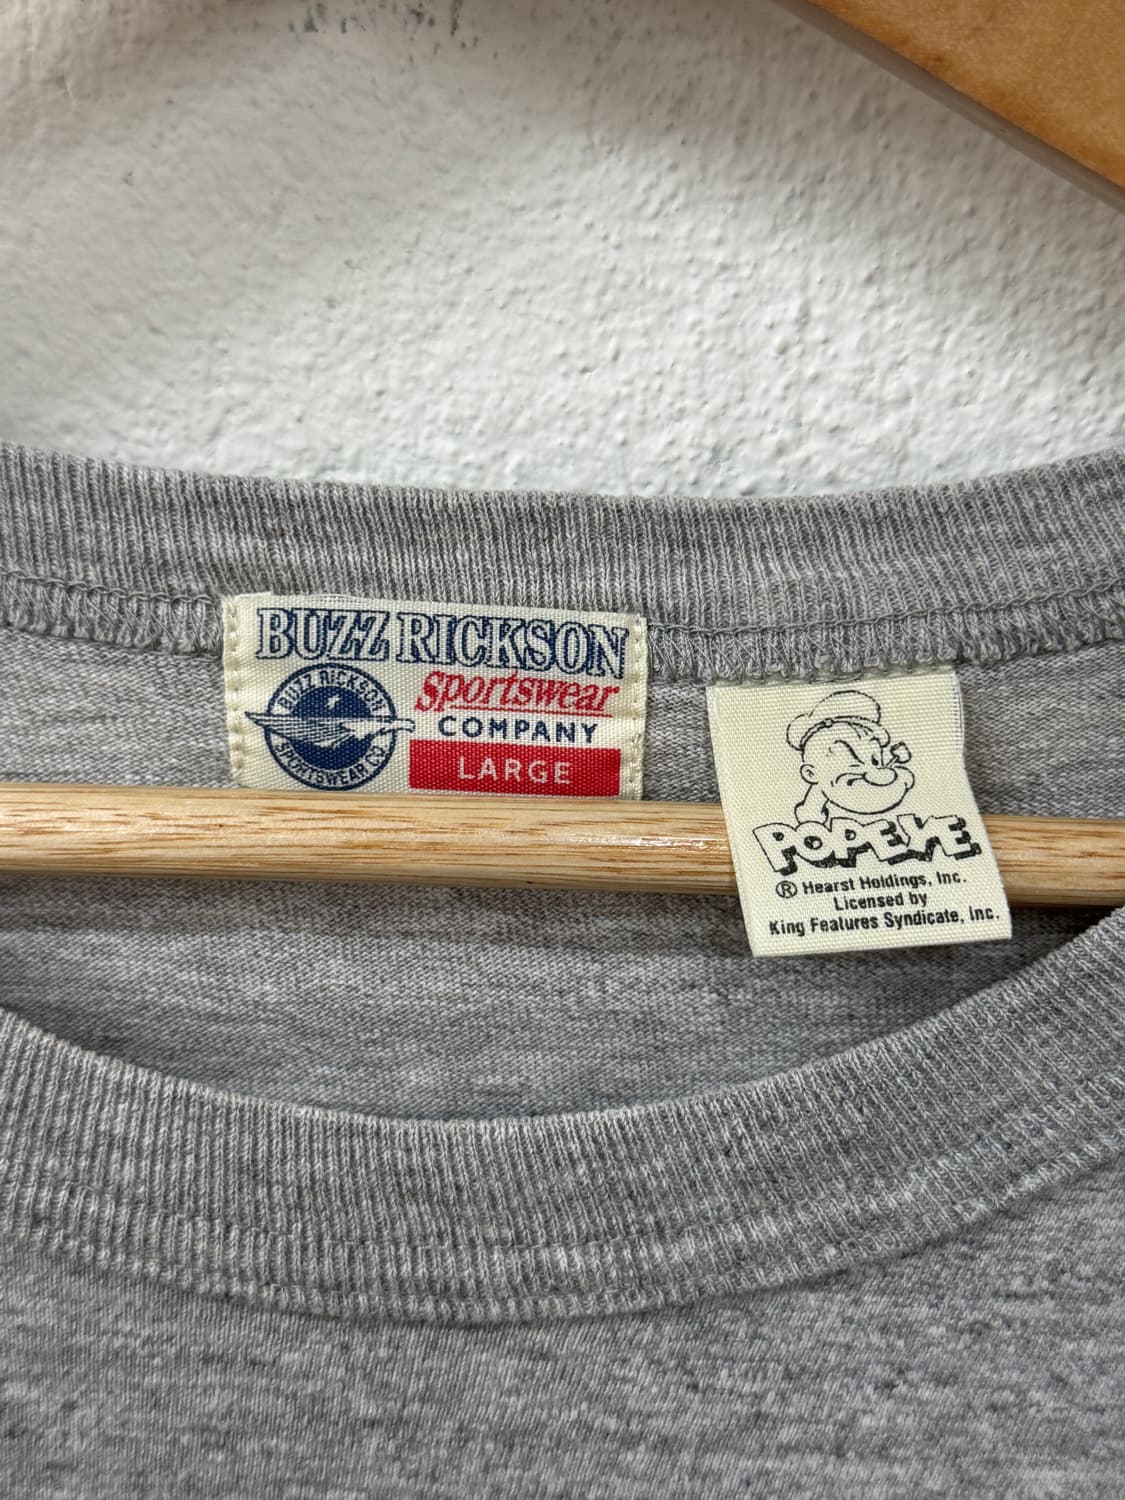 BUZZ RICKSON
Sportswear
COMPANY
LARGE
BUZZ RICKSON
SPORTSWEAR CO.
POPEYE
® Hearst Holdings, Inc.
Licensed by
King Features Syndicate, Inc.